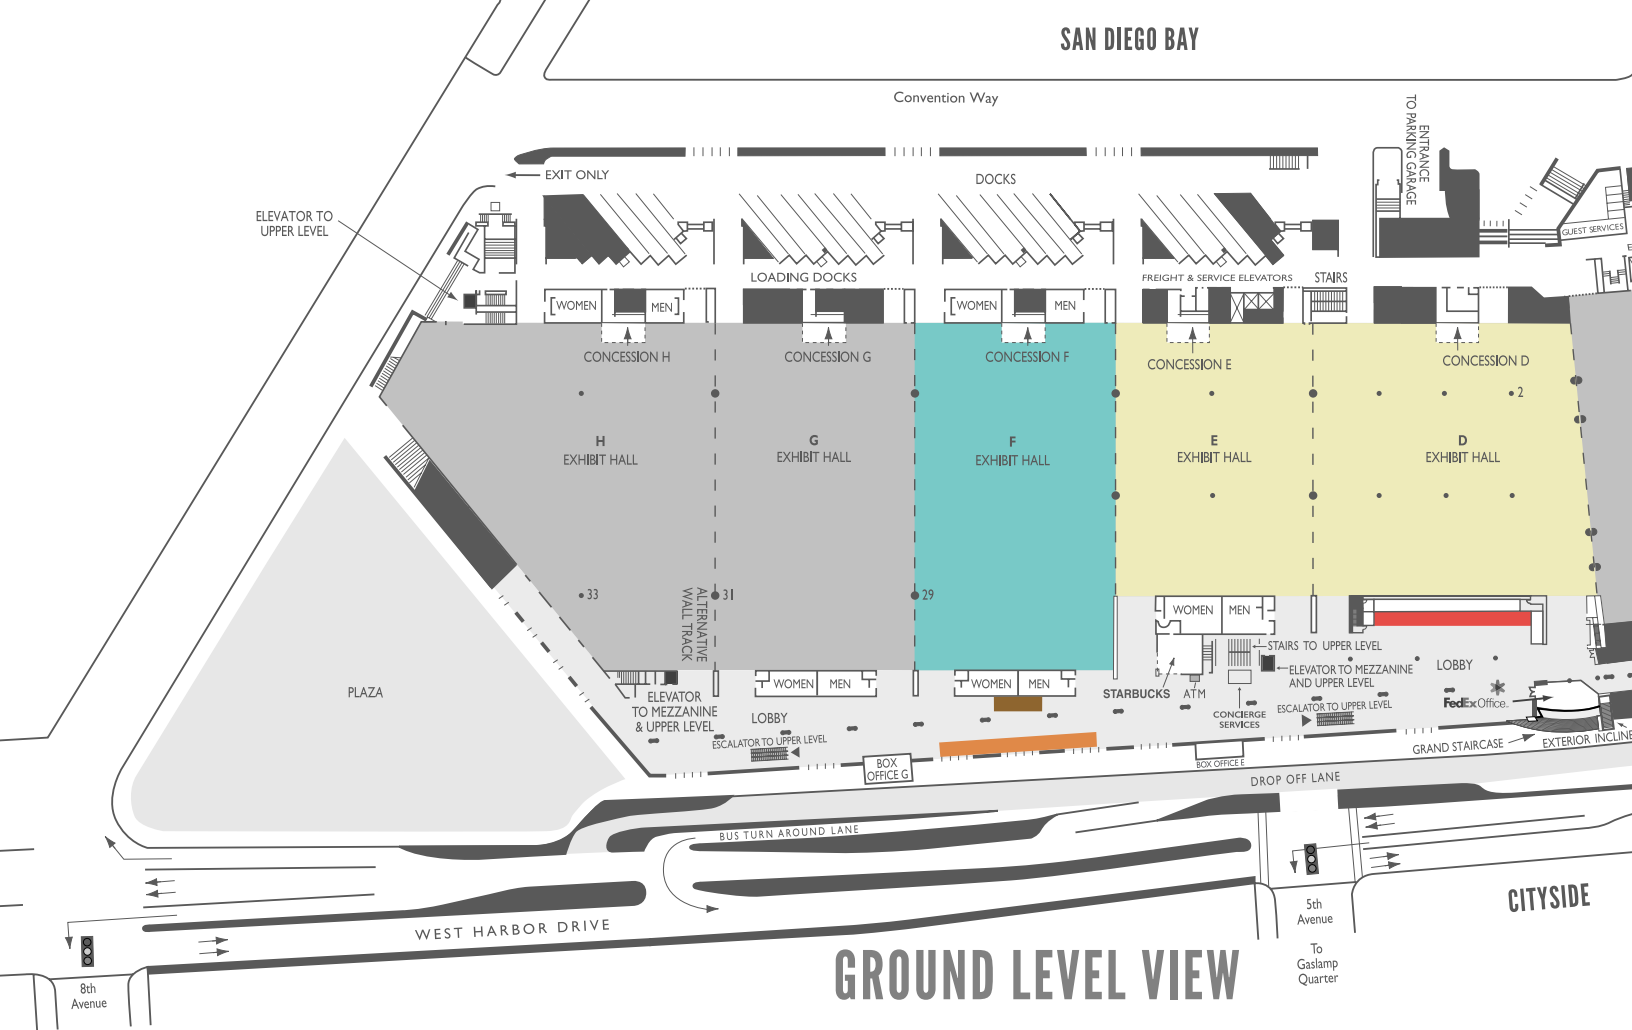 SAN DIEGO BAY
Convention Way
ENTRANCE
TO PARKING GARAGE
EXIT ONLY
DOCKS
ELEVATOR TO
UPPER LEVEL
GUEST SERVICES
LOADING DOCKS
FREIGHT & SERVICE ELEVATORS
STAIRS
WOMEN
MEN
WOMEN
MEN
CONCESSION H
CONCESSION G
CONCESSION F
CONCESSION E
CONCESSION D
2
H
EXHIBIT HALL
G
EXHIBIT HALL
F
EXHIBIT HALL
E
EXHIBIT HALL
D
EXHIBIT HALL
33
ALTERNATIVE
WALL TRACK
31
29
WOMEN
MEN
STAIRS TO UPPER LEVEL
ELEVATOR TO MEZZANINE
AND UPPER LEVEL
LOBBY
PLAZA
WOMEN
MEN
WOMEN
MEN
STARBUCKS
ATM
ELEVATOR
TO MEZZANINE
& UPPER LEVEL
LOBBY
CONCIERGE
SERVICES
ESCALATOR TO UPPER LEVEL
FedEx Office.
ESCALATOR TO UPPER LEVEL
GRAND STAIRCASE
EXTERIOR INCLINE
BOX
OFFICE G
BOX OFFICE E
DROP OFF LANE
BUS TURN AROUND LANE
WEST HARBOR DRIVE
CITYSIDE
5th
Avenue
To
Gaslamp
Quarter
8th
Avenue
GROUND LEVEL VIEW